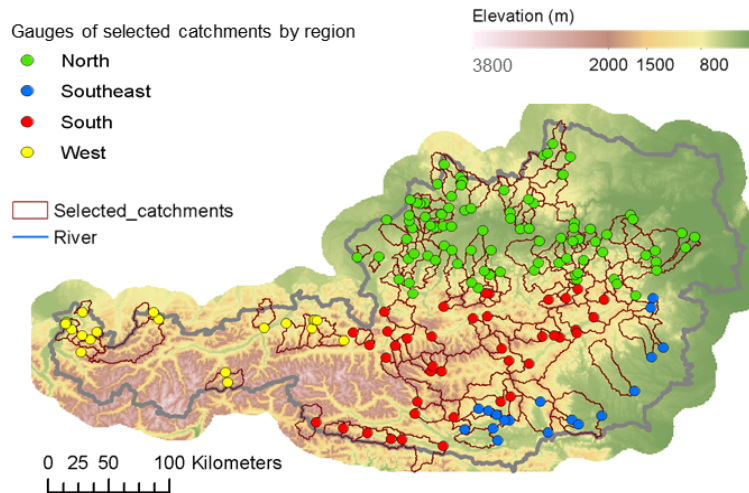 Elevation (m)
3800 2000 1500 800
Gauges of selected catchments by region
North
Southeast
South
West
Selected_catchments
River
0 25 50 100 Kilometers